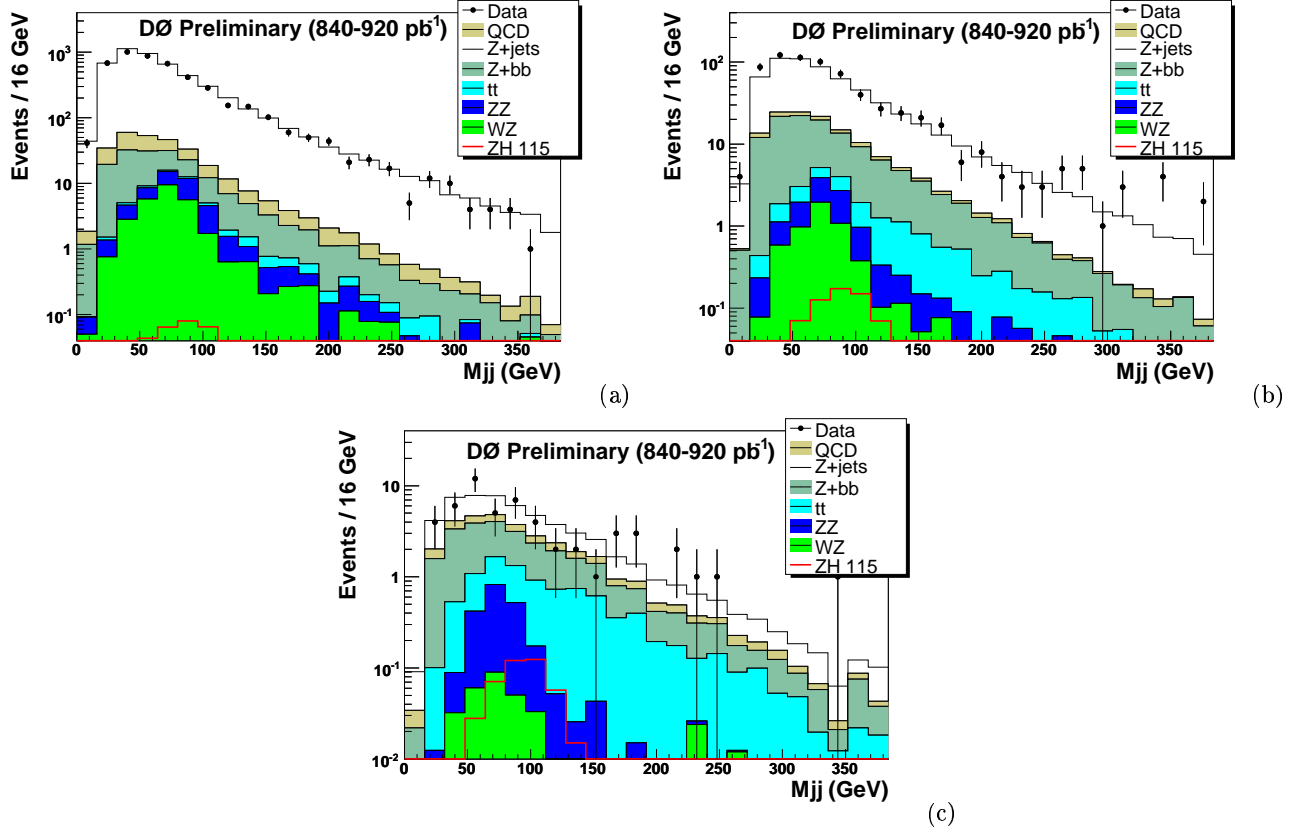 DØ Preliminary (840-920 pb-1)
Events / 16 GeV
Data
QCD
Z+jets
Z+bb
tt
ZZ
WZ
ZH 115
10^3
10^2
10
1
10^-1
0 50 100 150 200 250 300 350
Mjj (GeV)
(a)
DØ Preliminary (840-920 pb-1)
Events / 16 GeV
Data
QCD
Z+jets
Z+bb
tt
ZZ
WZ
ZH 115
10^2
10
1
10^-1
0 50 100 150 200 250 300 350
Mjj (GeV)
(b)
DØ Preliminary (840-920 pb-1)
Events / 16 GeV
Data
QCD
Z+jets
Z+bb
tt
ZZ
WZ
ZH 115
10
1
10^-1
10^-2
0 50 100 150 200 250 300 350
Mjj (GeV)
(c)